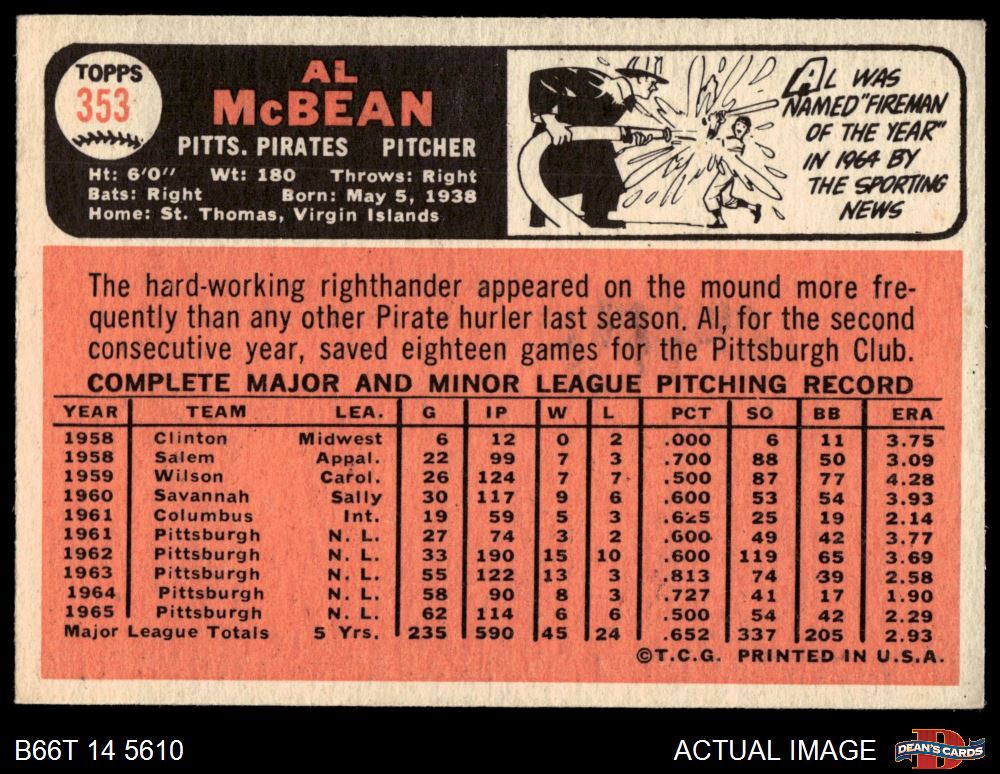 TOPPS
353
AL
McBEAN
PITTS. PIRATES PITCHER
Ht: 6'0" Wt: 180 Throws: Right
Bats: Right Born: May 5, 1938
Home: St. Thomas, Virgin Islands
AL WAS
NAMED "FIREMAN
OF THE YEAR"
IN 1964 BY
THE SPORTING
NEWS
The hard-working righthander appeared on the mound more fre-
quently than any other Pirate hurler last season. Al, for the second
consecutive year, saved eighteen games for the Pittsburgh Club.
COMPLETE MAJOR AND MINOR LEAGUE PITCHING RECORD
YEAR TEAM LEA. G IP W L PCT SO BB ERA
1958 Clinton Midwest 6 12 0 2 .000 6 11 3.75
1958 Salem Appal. 22 99 7 3 .700 88 50 3.09
1959 Wilson Carol. 26 124 7 7 .500 87 77 4.28
1960 Savannah Sally 30 117 9 6 .600 53 54 3.93
1961 Columbus Int. 19 59 5 3 .625 25 19 2.14
1961 Pittsburgh N. L. 27 74 3 2 .600 49 42 3.77
1962 Pittsburgh N. L. 33 190 15 10 .600 119 65 3.69
1963 Pittsburgh N. L. 55 122 13 3 .813 74 39 2.58
1964 Pittsburgh N. L. 58 90 8 3 .727 41 17 1.90
1965 Pittsburgh N. L. 62 114 6 6 .500 54 42 2.29
Major League Totals 5 Yrs. 235 590 45 24 .652 337 205 2.93
©T.C.G. PRINTED IN U.S.A.
B66T 14 5610
ACTUAL IMAGE
DEAN'S CARDS